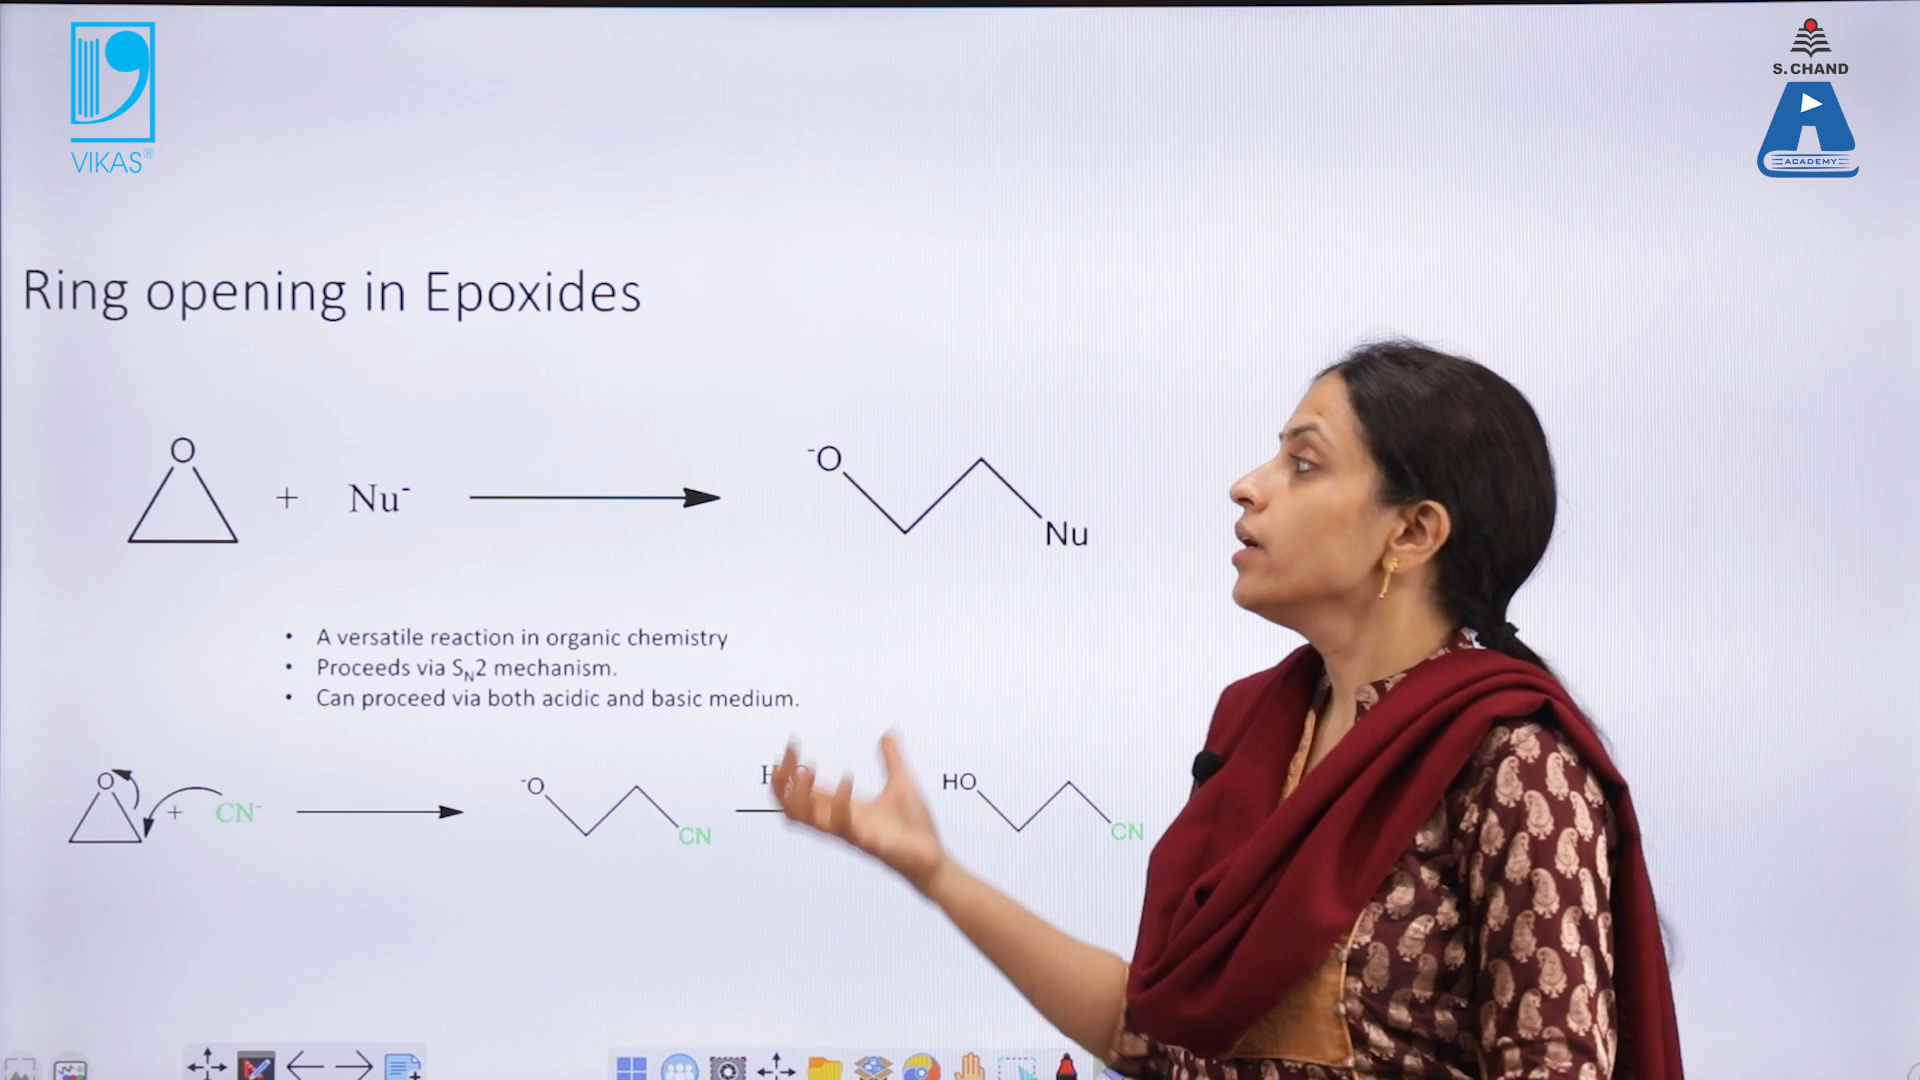 VIKAS®
S. CHAND
ACADEMY
Ring opening in Epoxides
O + Nu⁻ ⁻O Nu
• A versatile reaction in organic chemistry
• Proceeds via SN2 mechanism.
• Can proceed via both acidic and basic medium.
O + CN⁻ ⁻O CN HO CN